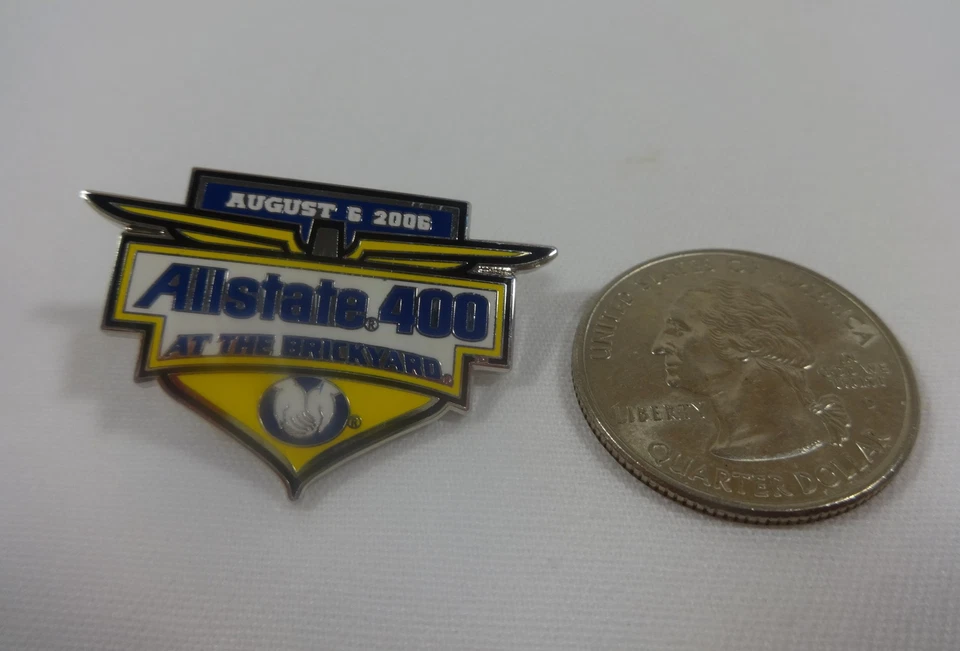 AUGUST 6 2006
Allstate® 400
AT THE BRICKYARD®
®
UNITED STATES OF AMERICA
LIBERTY
QUARTER DOLLAR